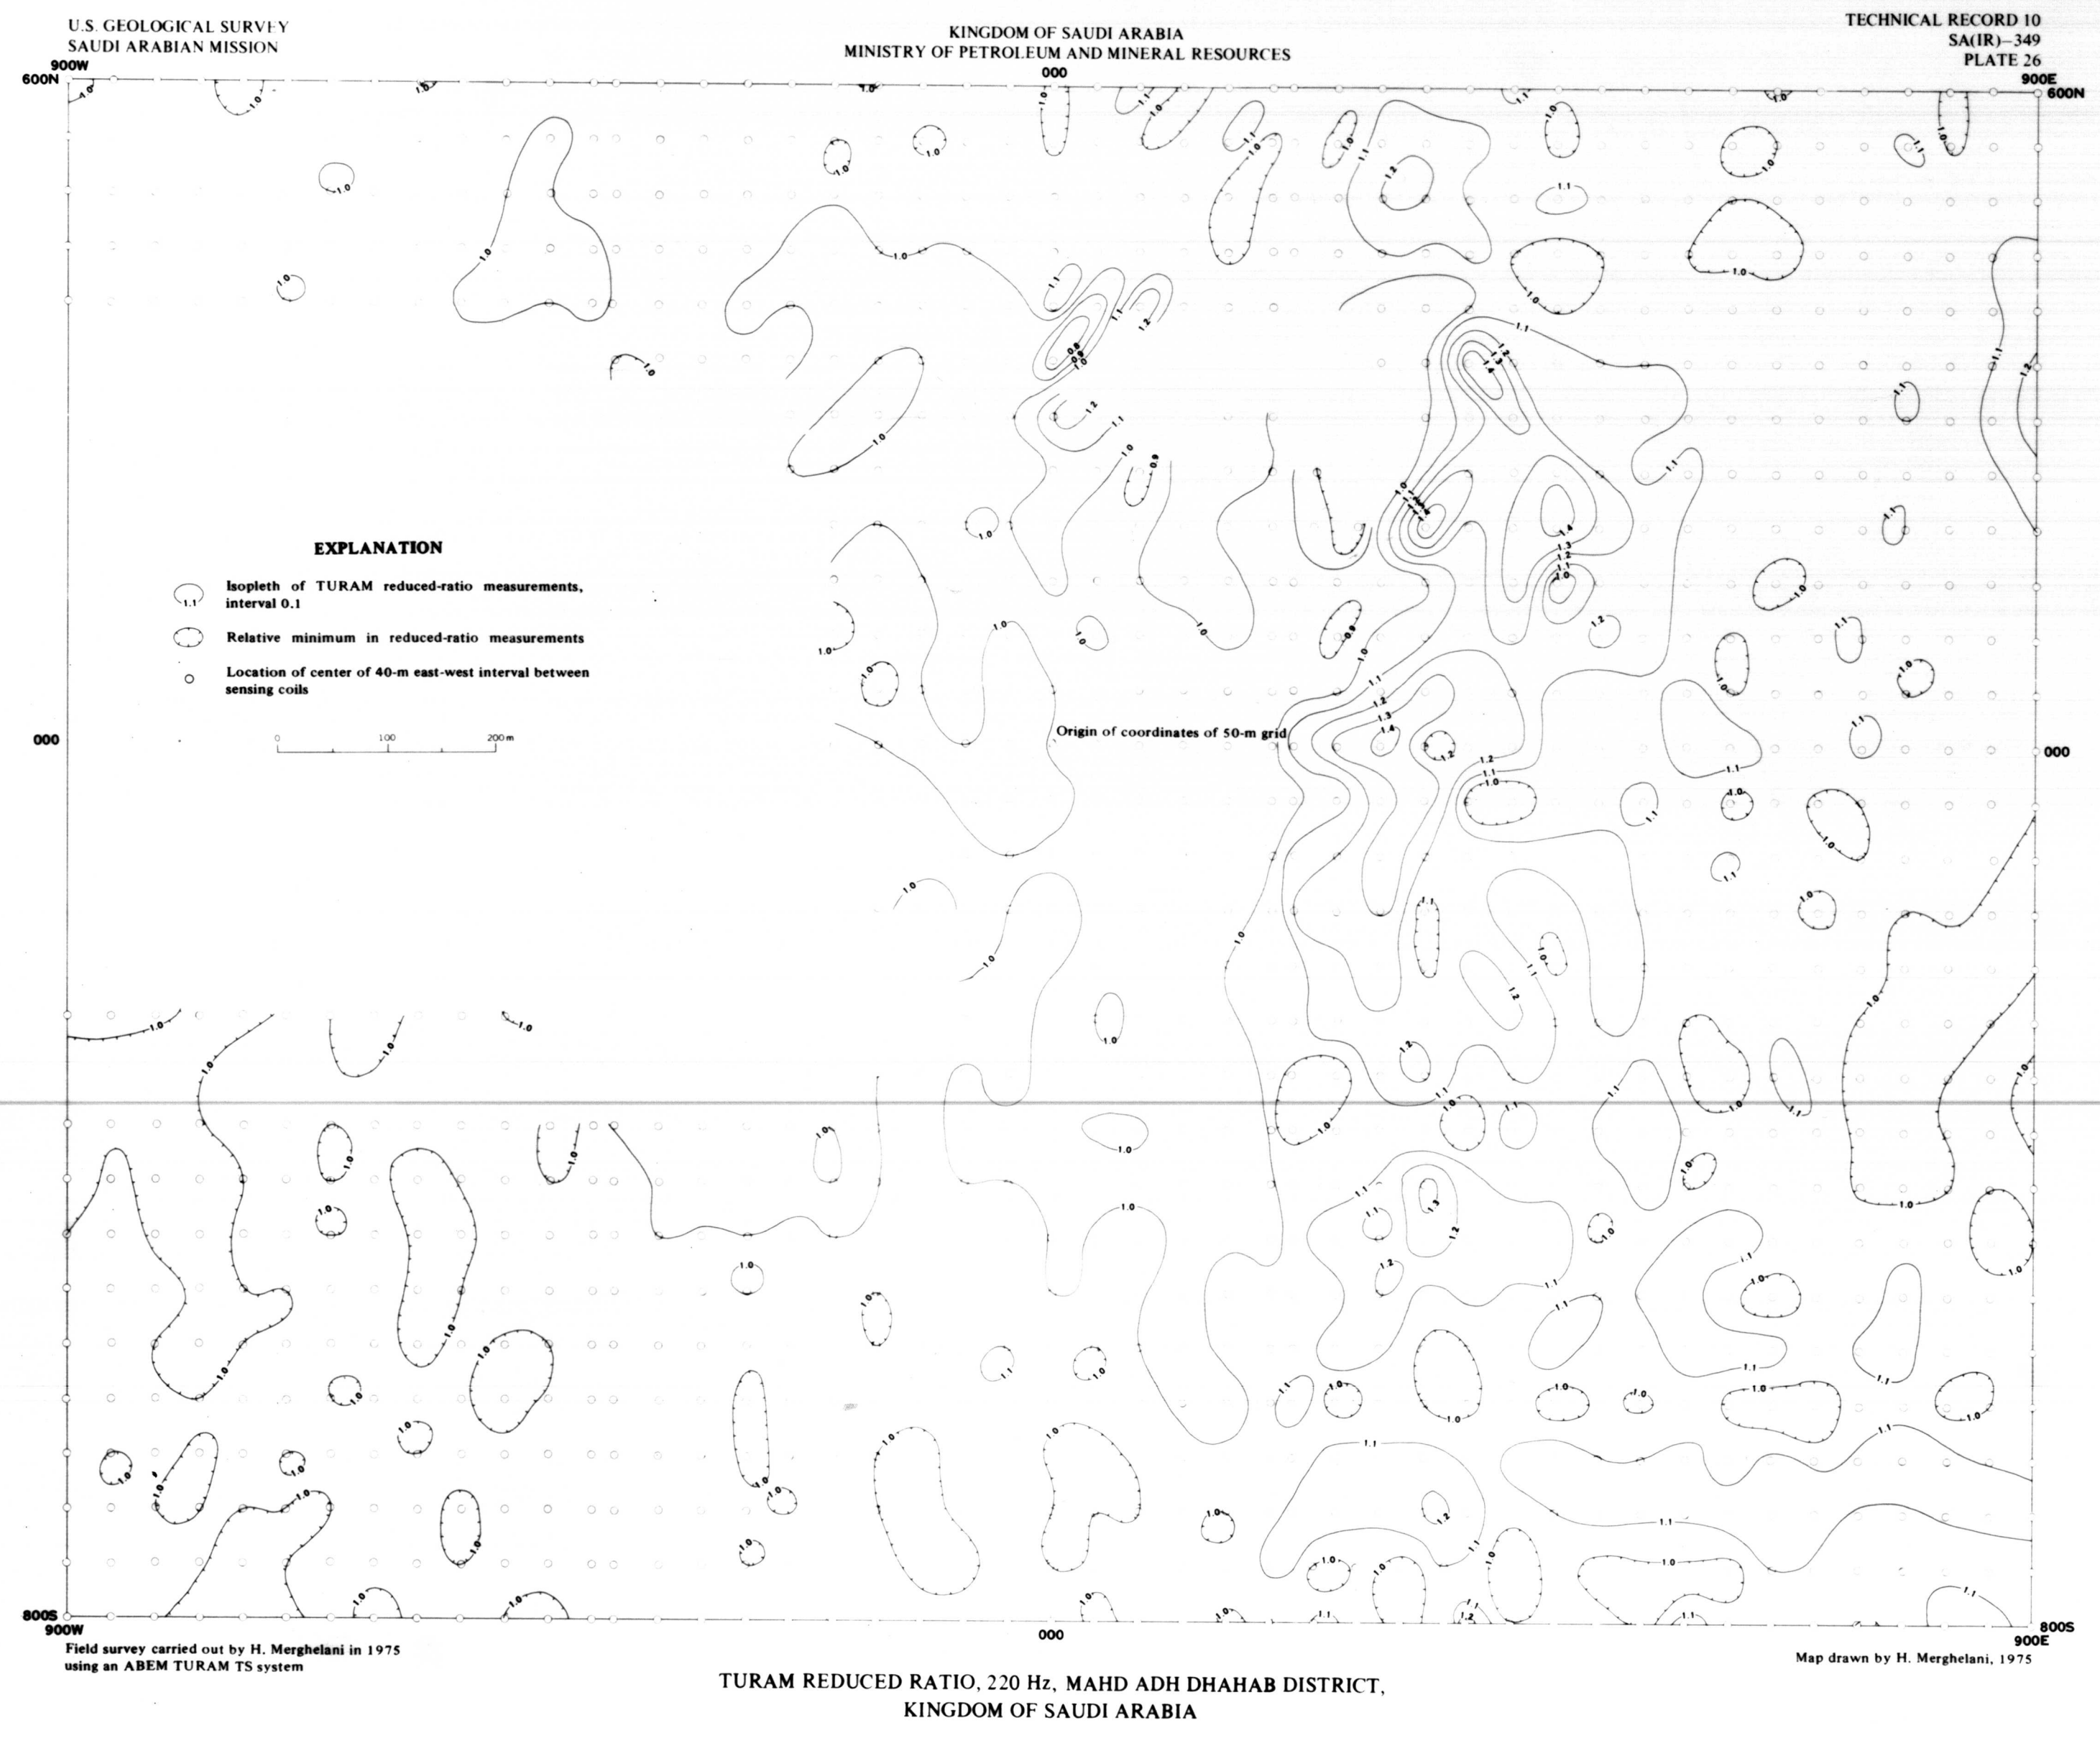 U.S. GEOLOGICAL SURVEY
SAUDI ARABIAN MISSION
KINGDOM OF SAUDI ARABIA
MINISTRY OF PETROLEUM AND MINERAL RESOURCES
TECHNICAL RECORD 10
SA(IR)–349
PLATE 26
900W
000
900E
600N
600N
EXPLANATION
1.1
Isopleth of TURAM reduced-ratio measurements,
interval 0.1
Relative minimum in reduced-ratio measurements
Location of center of 40-m east-west interval between
sensing coils
0 100 200 m
Origin of coordinates of 50-m grid
000
000
800S
800S
900W
000
900E
Field survey carried out by H. Merghelani in 1975
using an ABEM TURAM TS system
Map drawn by H. Merghelani, 1975
TURAM REDUCED RATIO, 220 Hz, MAHD ADH DHAHAB DISTRICT,
KINGDOM OF SAUDI ARABIA